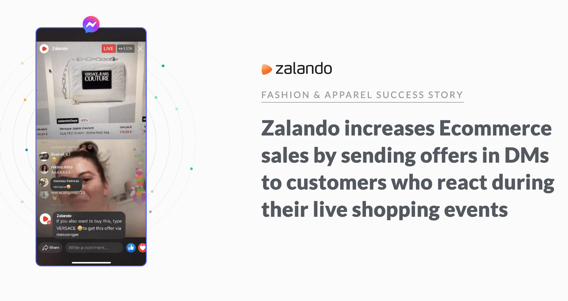 Zalando
LIVE
VERSACE JEANS
COUTURE
Zalando
If you also want to buy this, type
VERSACE 😀 to get this offer via
messenger
Share
Write a comment...
zalando
FASHION & APPAREL SUCCESS STORY
Zalando increases Ecommerce
sales by sending offers in DMs
to customers who react during
their live shopping events